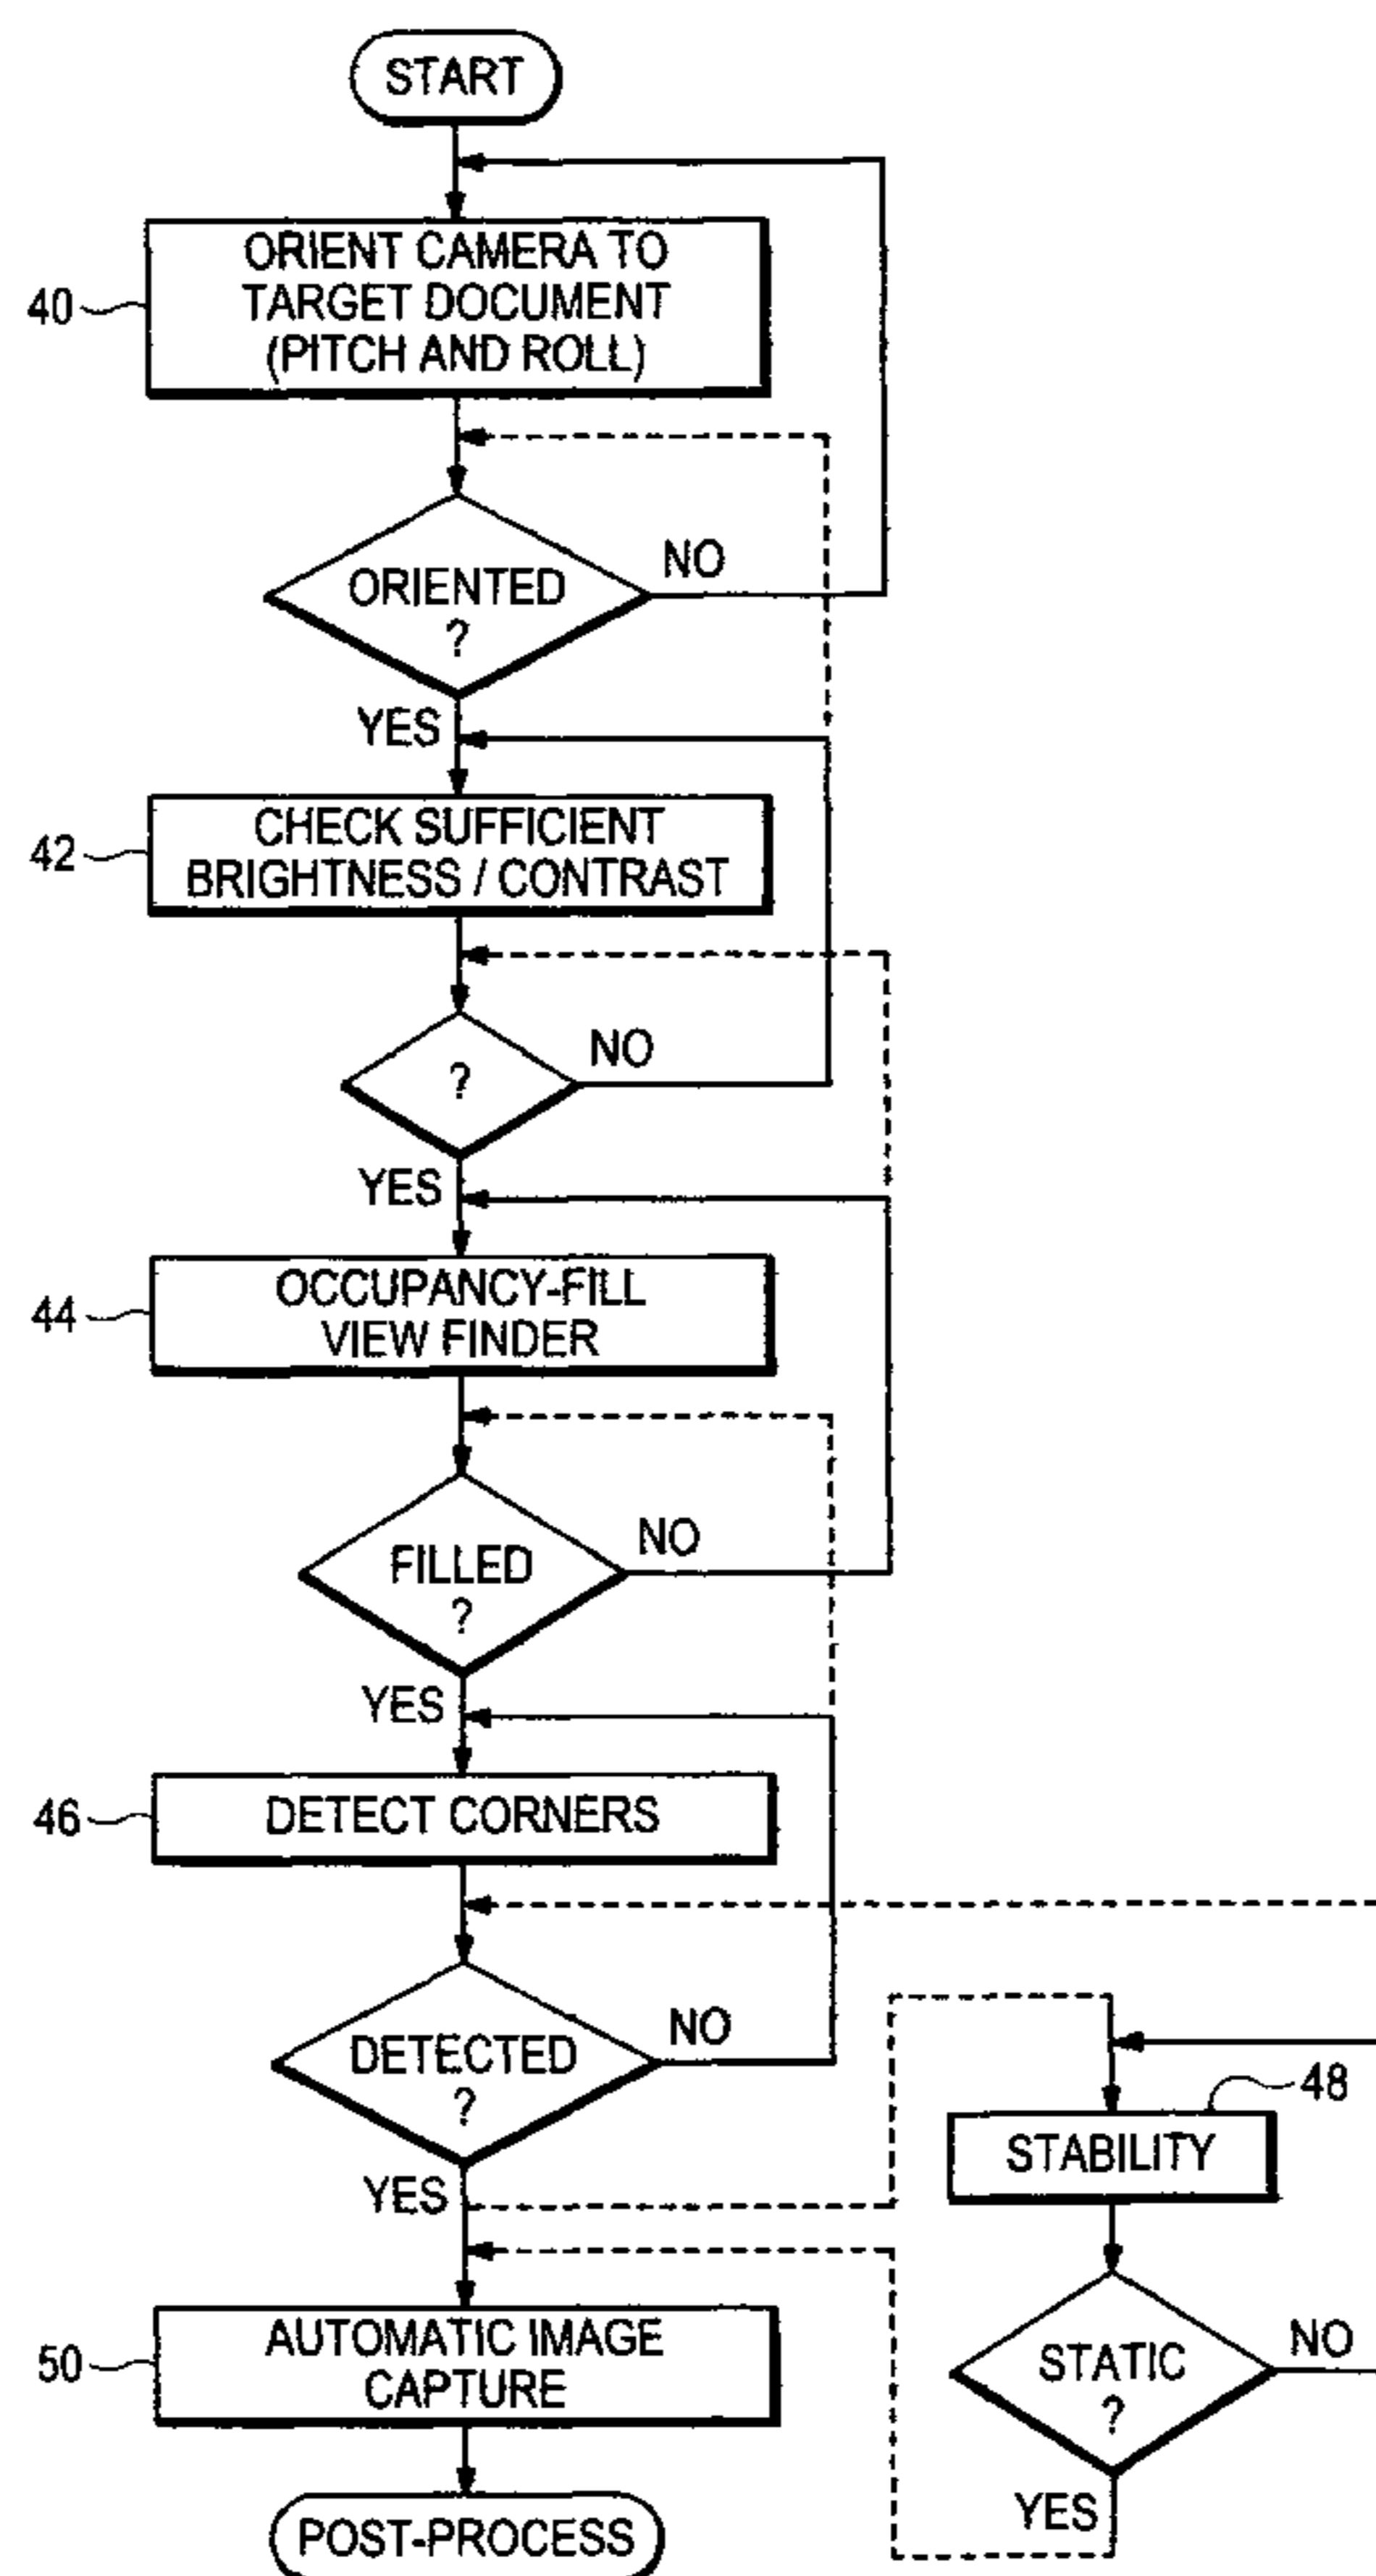 START
40
ORIENT CAMERA TO
TARGET DOCUMENT
(PITCH AND ROLL)
ORIENTED
?
NO
YES
42
CHECK SUFFICIENT
BRIGHTNESS / CONTRAST
?
NO
YES
44
OCCUPANCY-FILL
VIEW FINDER
FILLED
?
NO
YES
46
DETECT CORNERS
DETECTED
?
NO
YES
48
STABILITY
STATIC
?
NO
YES
50
AUTOMATIC IMAGE
CAPTURE
POST-PROCESS